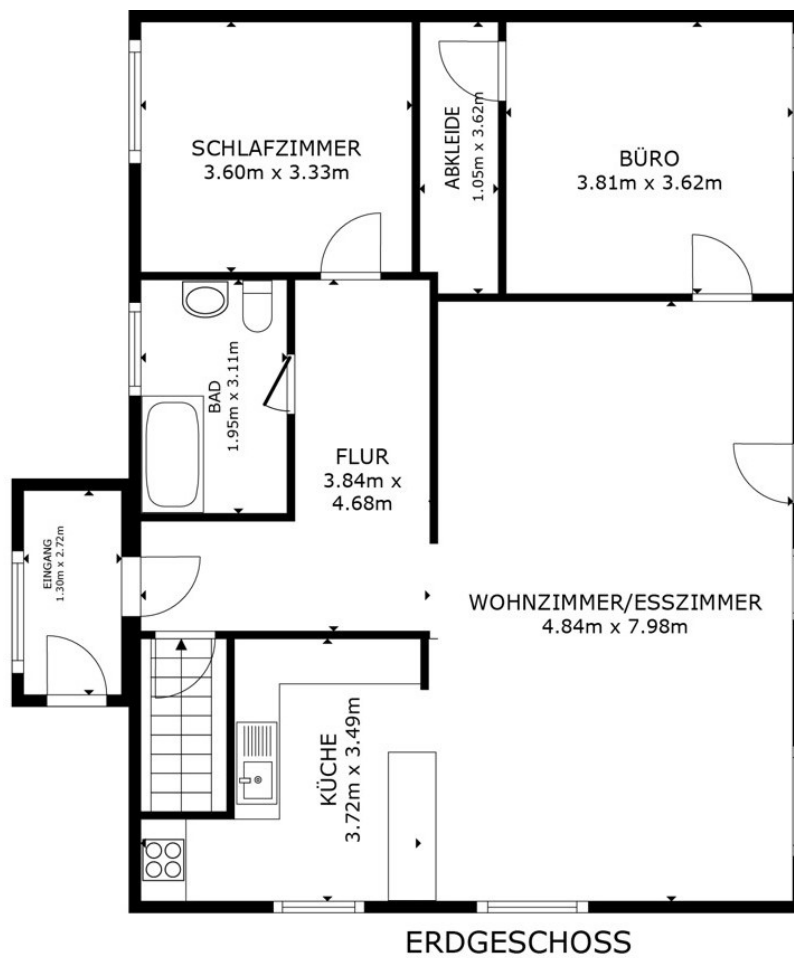 SCHLAFZIMMER
3.60m x 3.33m
ABKLEIDE
1.05m x 3.62m
BÜRO
3.81m x 3.62m
BAD
1.95m x 3.11m
FLUR
3.84m x
4.68m
EINGANG
1.30m x 2.72m
WOHNZIMMER/ESSZIMMER
4.84m x 7.98m
KÜCHE
3.72m x 3.49m
ERDGESCHOSS